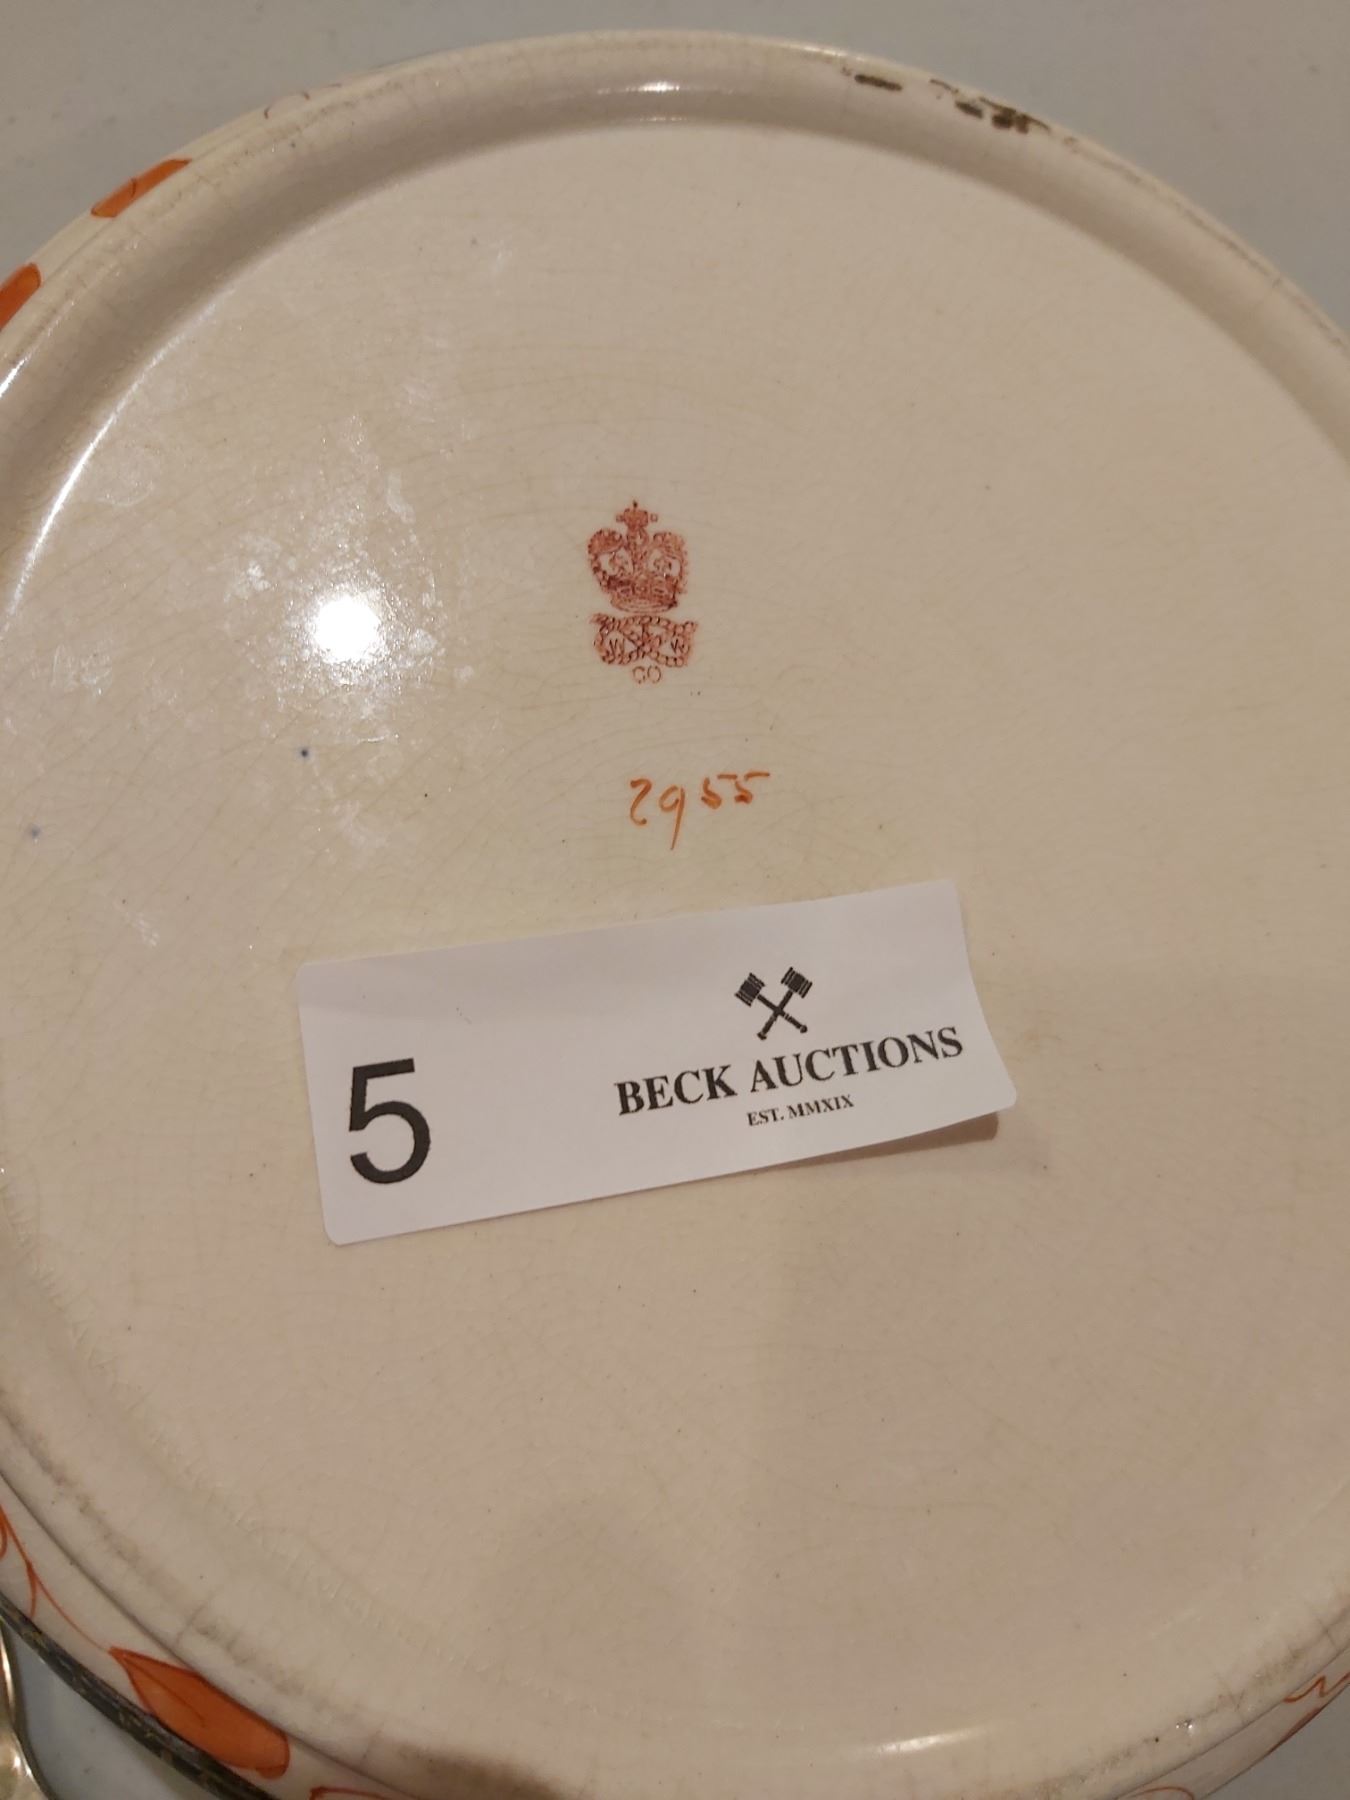 2955
5
BECK AUCTIONS
EST. MMXIX